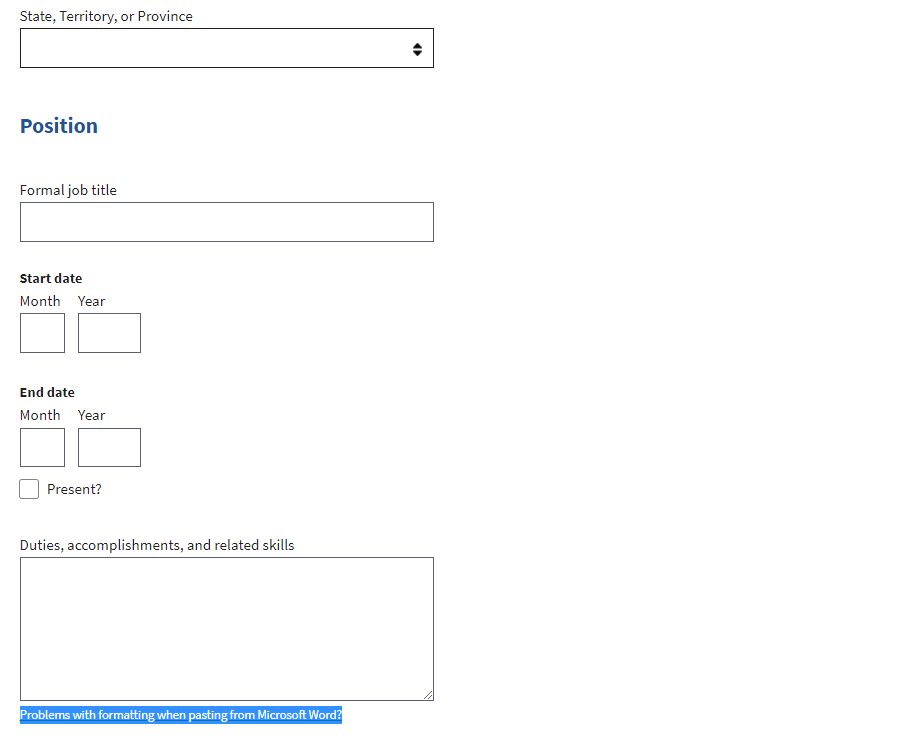 State, Territory, or Province
Position
Formal job title
Start date
Month Year
End date
Month Year
Present?
Duties, accomplishments, and related skills
Problems with formatting when pasting from Microsoft Word?